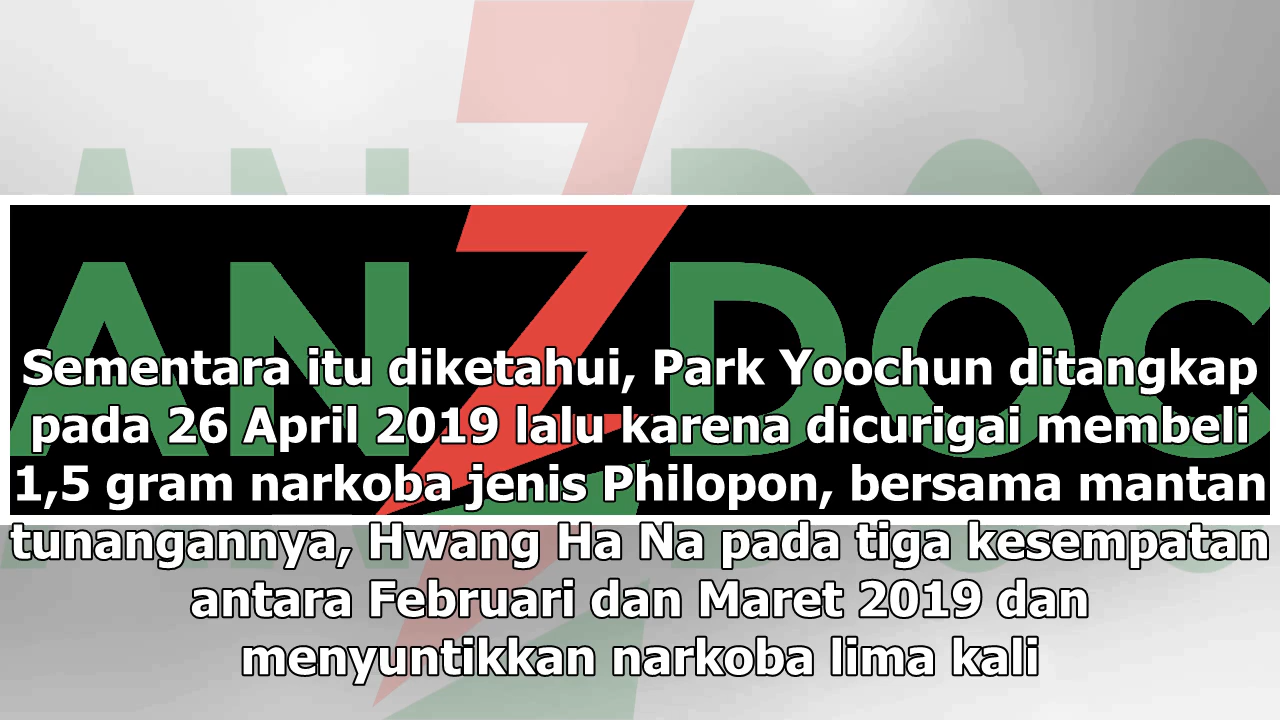 AN DOC
Sementara itu diketahui, Park Yoochun ditangkap
pada 26 April 2019 lalu karena dicurigai membeli
1,5 gram narkoba jenis Philopon, bersama mantan
tunangannya, Hwang Ha Na pada tiga kesempatan
antara Februari dan Maret 2019 dan
menyuntikkan narkoba lima kali